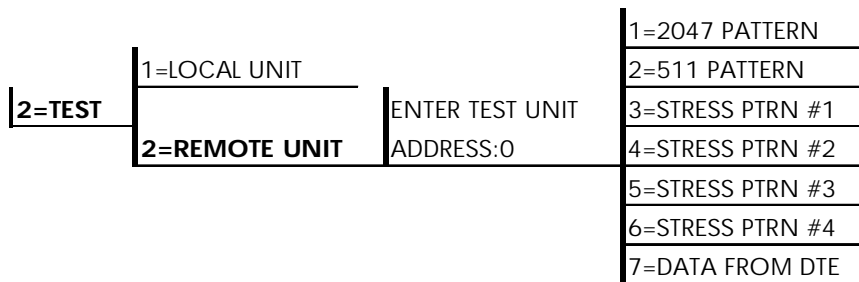 2=TEST
1=LOCAL UNIT
2=REMOTE UNIT
ENTER TEST UNIT
ADDRESS:0
1=2047 PATTERN
2=511 PATTERN
3=STRESS PTRN #1
4=STRESS PTRN #2
5=STRESS PTRN #3
6=STRESS PTRN #4
7=DATA FROM DTE